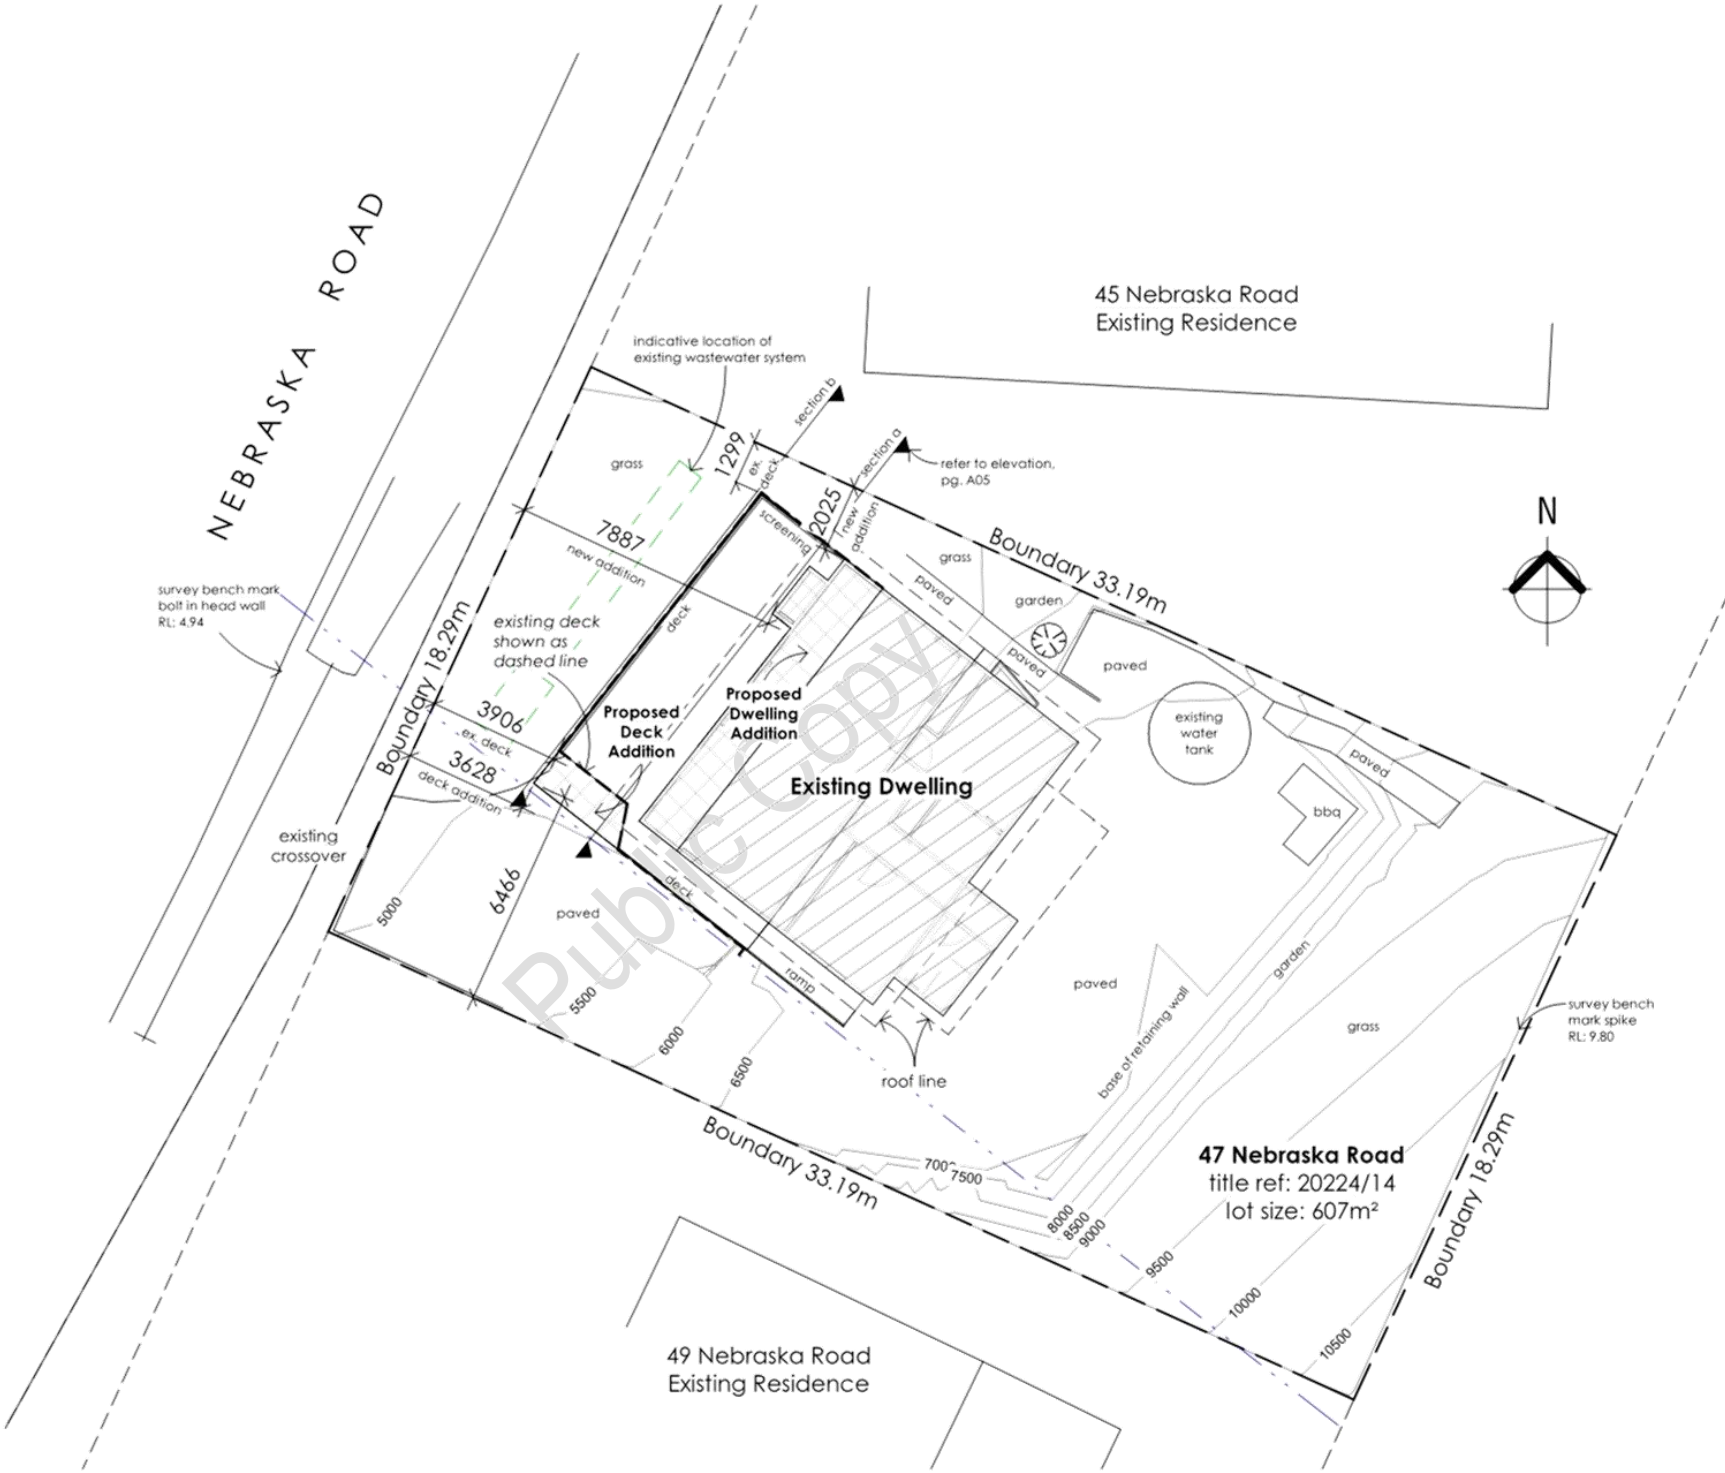 NEBRASKA ROAD
45 Nebraska Road
Existing Residence
indicative location of
existing wastewater system
section b
section a
refer to elevation,
pg. A05
1299
ex.
deck
2025
new
addition
grass
screening
7887
new addition
deck
N
Boundary 33.19m
grass
paved
garden
paved
paved
survey bench mark
bolt in head wall
RL: 4.94
Boundary 18.29m
existing deck
shown as
dashed line
3906
ex. deck
3628
deck addition
Proposed
Deck
Addition
Proposed
Dwelling
Addition
Existing Dwelling
existing
water
tank
paved
bbq
existing
crossover
5000
6466
paved
deck
ramp
Public Copy
5500
6000
6500
roof line
paved
base of retaining wall
garden
grass
survey bench
mark spike
RL: 9.80
Boundary 33.19m
7000
7500
8000
8500
9000
9500
10000
10500
47 Nebraska Road
title ref: 20224/14
lot size: 607m²
Boundary 18.29m
49 Nebraska Road
Existing Residence